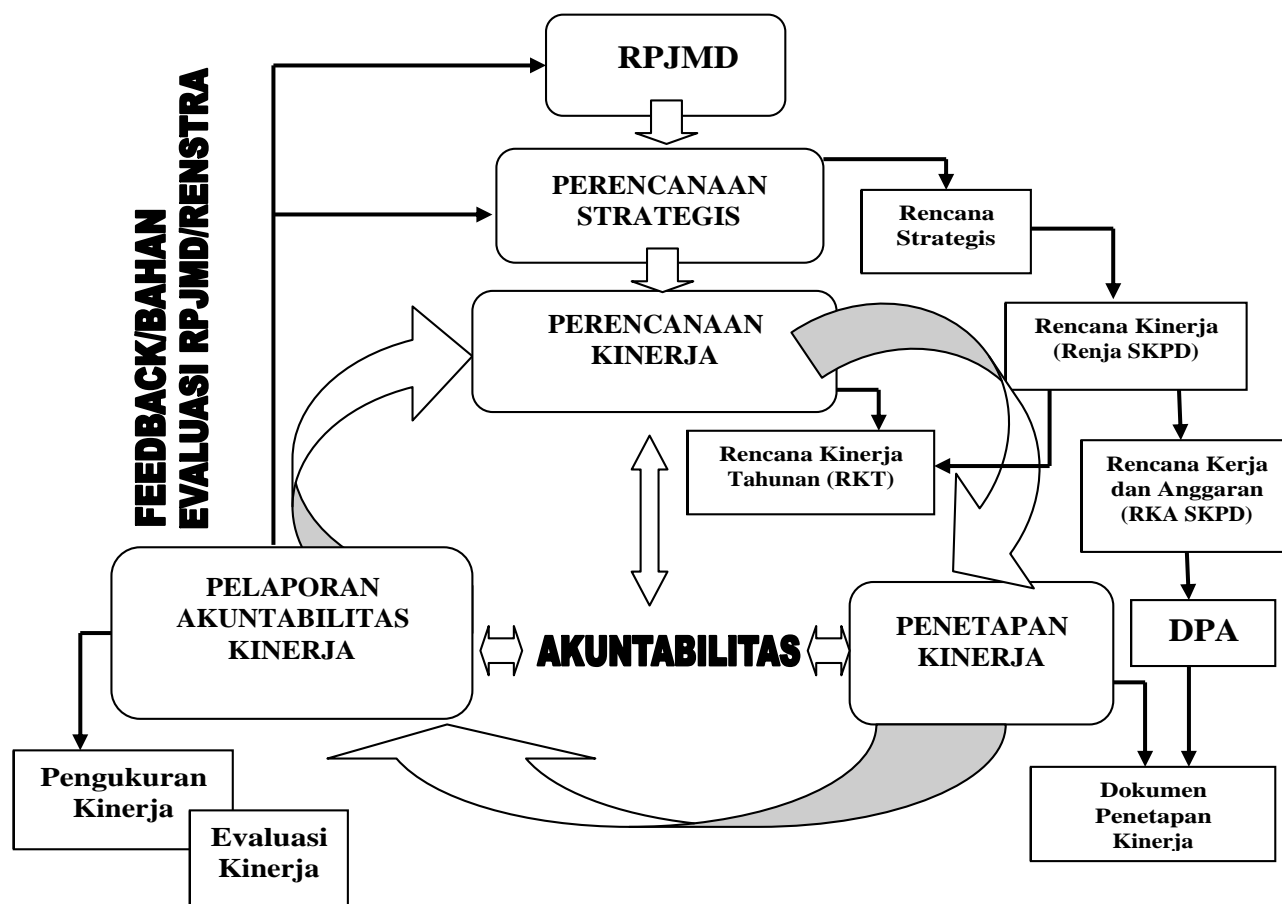 RPJMD
FEEDBACK/BAHAN
EVALUASI RPJMD/RENSTRA
PERENCANAAN
STRATEGIS
Rencana
Strategis
PERENCANAAN
KINERJA
Rencana Kinerja
(Renja SKPD)
Rencana Kinerja
Tahunan (RKT)
Rencana Kerja
dan Anggaran
(RKA SKPD)
PELAPORAN
AKUNTABILITAS
KINERJA
AKUNTABILITAS
PENETAPAN
KINERJA
DPA
Pengukuran
Kinerja
Evaluasi
Kinerja
Dokumen
Penetapan
Kinerja